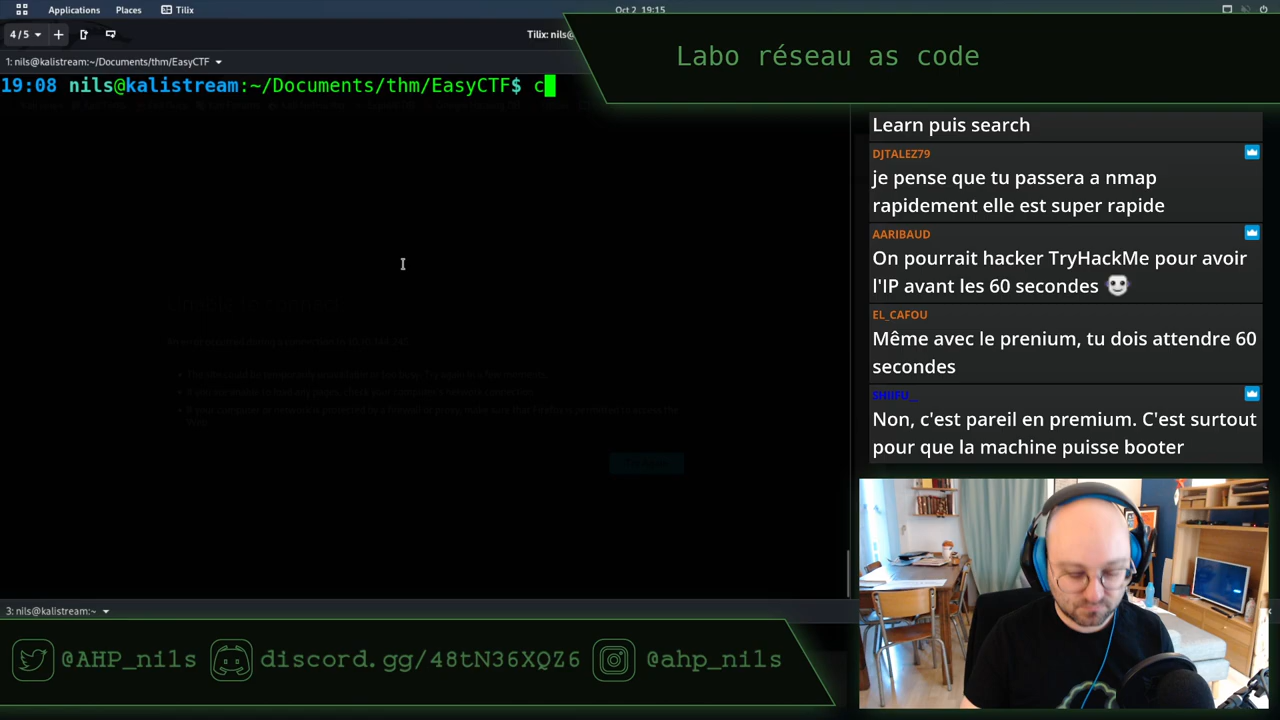 Applications Places Tilix
Oct 2 19:15
4 / 5
Tilix: nils@
Labo réseau as code
1: nils@kalistream:~/Documents/thm/EasyCTF
19:08 nils@kalistream:~/Documents/thm/EasyCTF$ c
Learn puis search
DJTALEZ79
je pense que tu passera a nmap
rapidement elle est super rapide
AARIBAUD
On pourrait hacker TryHackMe pour avoir
l'IP avant les 60 secondes
EL_CAFOU
Même avec le prenium, tu dois attendre 60
secondes
SHIIFU__
Non, c'est pareil en premium. C'est surtout
pour que la machine puisse booter
3: nils@kalistream:~
@AHP_nils
discord.gg/48tN36XQZ6
@ahp_nils